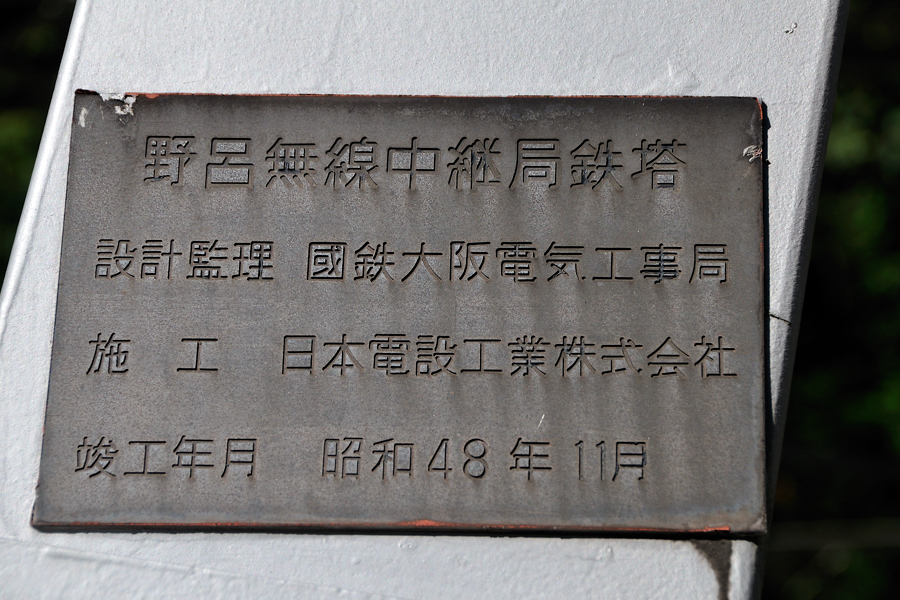 野呂無線中継局鉄塔
設計監理 國鉄大阪電気工事局
施 工 日本電設工業株式会社
竣工年月 昭和48年11月